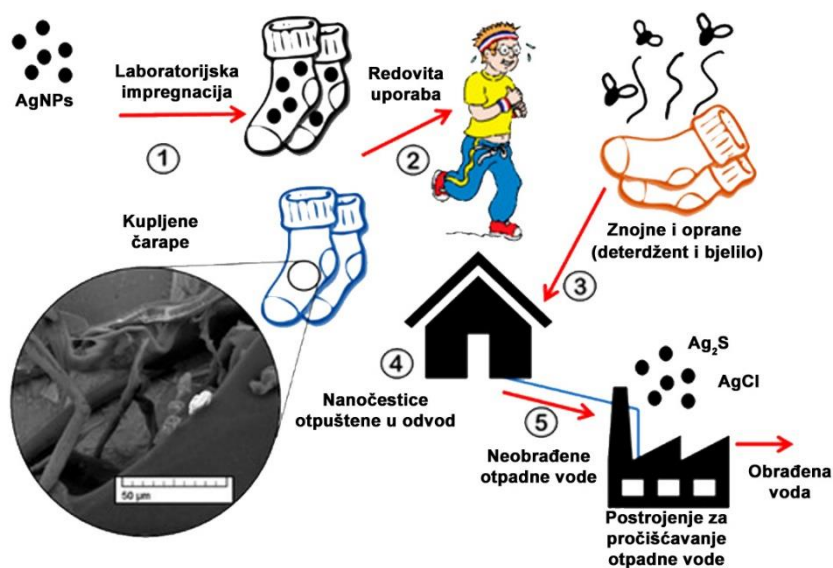 AgNPs
Laboratorijska
impregnacija
1
Redovita
uporaba
2
Kupljene
čarape
Znojne i oprane
(deterdžent i bjelilo)
3
4
Nanočestice
otpuštene u odvod
5
Neobrađene
otpadne vode
Ag₂S
AgCl
Obrađena
voda
Postrojenje za
pročišćavanje
otpadne vode
50 µm